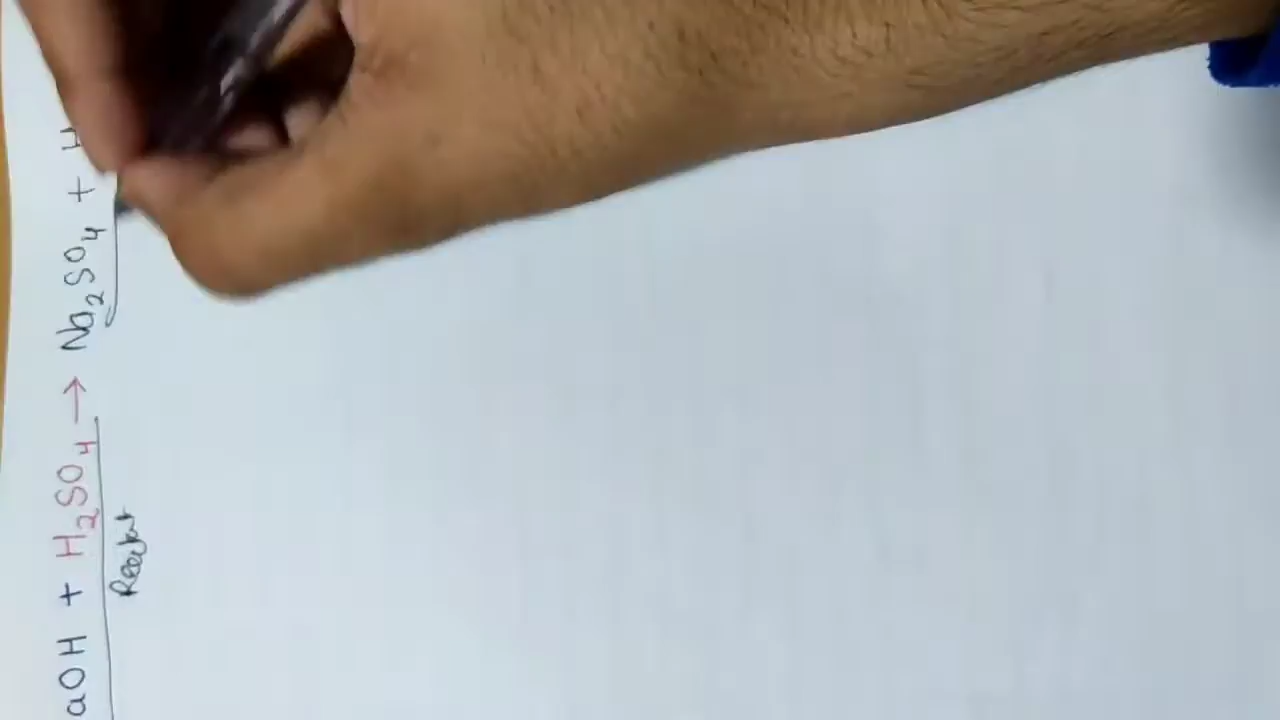 aOH + H₂SO₄ → Na₂SO₄ + H